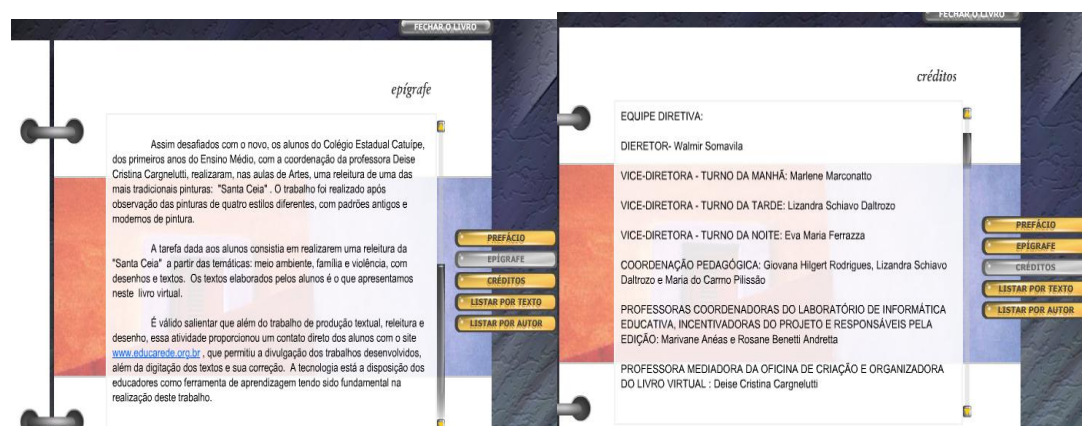 FECHAR O LIVRO
epígrafe
Assim desafiados com o novo, os alunos do Colégio Estadual Catuípe,
dos primeiros anos do Ensino Médio, com a coordenação da professora Deise
Cristina Cargnelutti, realizaram, nas aulas de Artes, uma releitura de uma das
mais tradicionais pinturas: "Santa Ceia" . O trabalho foi realizado após
observação das pinturas de quatro estilos diferentes, com padrões antigos e
modernos de pintura.
A tarefa dada aos alunos consistia em realizarem uma releitura da
"Santa Ceia" a partir das temáticas: meio ambiente, família e violência, com
desenhos e textos. Os textos elaborados pelos alunos é o que apresentamos
neste livro virtual.
É válido salientar que além do trabalho de produção textual, releitura e
desenho, essa atividade proporcionou um contato direto dos alunos com o site
www.educarede.org.br , que permitiu a divulgação dos trabalhos desenvolvidos,
além da digitação dos textos e sua correção. A tecnologia está a disposição dos
educadores como ferramenta de aprendizagem tendo sido fundamental na
realização deste trabalho.
PREFÁCIO
EPÍGRAFE
CRÉDITOS
LISTAR POR TEXTO
LISTAR POR AUTOR
FECHAR O LIVRO
créditos
EQUIPE DIRETIVA:
DIERETOR- Walmir Somavila
VICE-DIRETORA - TURNO DA MANHÃ: Marlene Marconatto
VICE-DIRETORA - TURNO DA TARDE: Lizandra Schiavo Daltrozo
VICE-DIRETORA - TURNO DA NOITE: Eva Maria Ferrazza
COORDENAÇÃO PEDAGÓGICA: Giovana Hilgert Rodrigues, Lizandra Schiavo
Daltrozo e Maria do Carmo Pilissão
PROFESSORAS COORDENADORAS DO LABORATÓRIO DE INFORMÁTICA
EDUCATIVA, INCENTIVADORAS DO PROJETO E RESPONSÁVEIS PELA
EDIÇÃO: Marivane Anéas e Rosane Benetti Andretta
PROFESSORA MEDIADORA DA OFICINA DE CRIAÇÃO E ORGANIZADORA
DO LIVRO VIRTUAL : Deise Cristina Cargnelutti
PREFÁCIO
EPÍGRAFE
CRÉDITOS
LISTAR POR TEXTO
LISTAR POR AUTOR